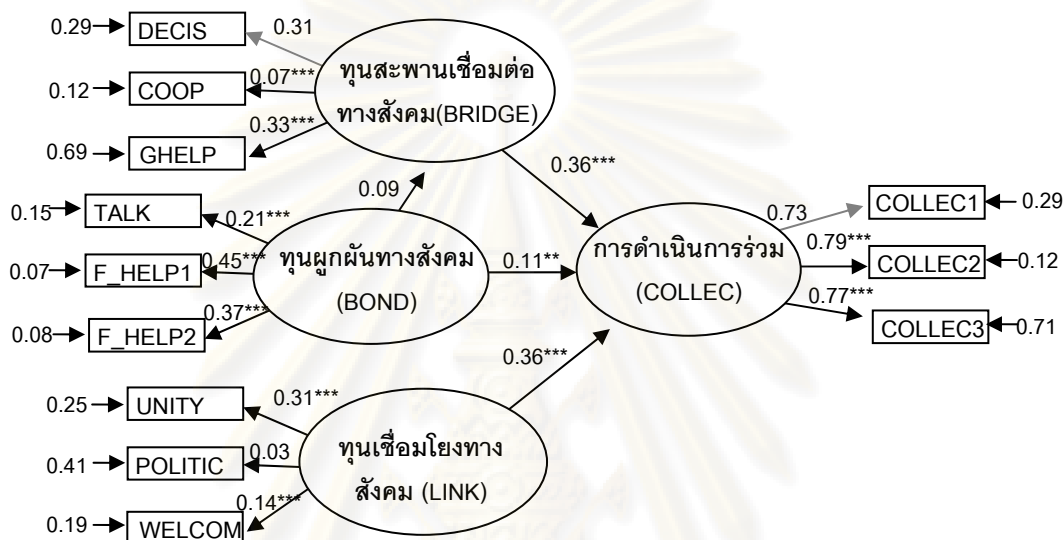 0.29 DECIS 0.31
0.12 COOP 0.07***
0.69 GHELP 0.33***
ทุนสะพานเชื่อมต่อ
ทางสังคม(BRIDGE)
0.36***
0.09
0.15 TALK 0.21***
0.07 F_HELP1 0.45***
0.08 F_HELP2 0.37***
ทุนผูกผันทางสังคม
(BOND)
0.11**
การดำเนินการร่วม
(COLLEC)
0.73 COLLEC1 0.29
0.79*** COLLEC2 0.12
0.77*** COLLEC3 0.71
0.36***
0.25 UNITY 0.31***
0.41 POLITIC 0.03
0.19 WELCOM 0.14***
ทุนเชื่อมโยงทาง
สังคม (LINK)